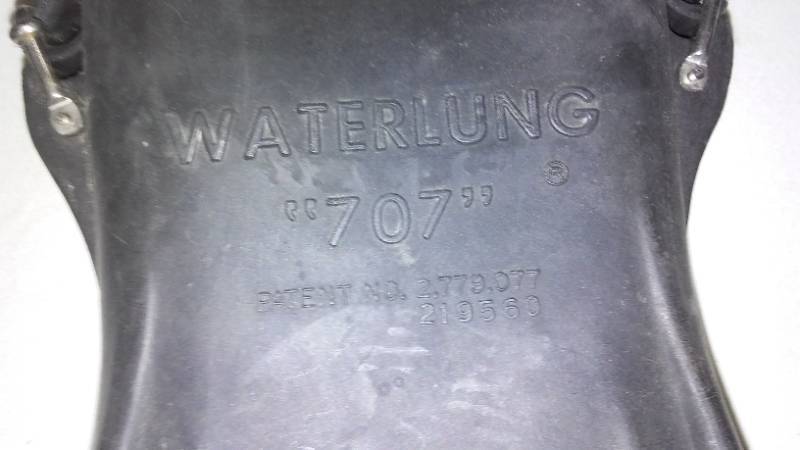 WATERLUNG
®
"707"
PATENT NO. 2,779,077
219560